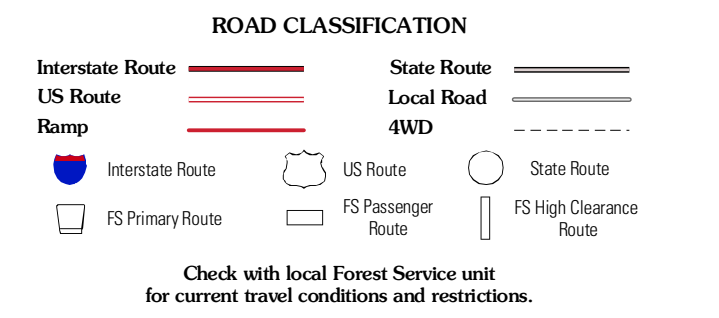 ROAD CLASSIFICATION
Interstate Route
State Route
US Route
Local Road
Ramp
4WD
Interstate Route
US Route
State Route
FS Primary Route
FS Passenger
Route
FS High Clearance
Route
Check with local Forest Service unit
for current travel conditions and restrictions.